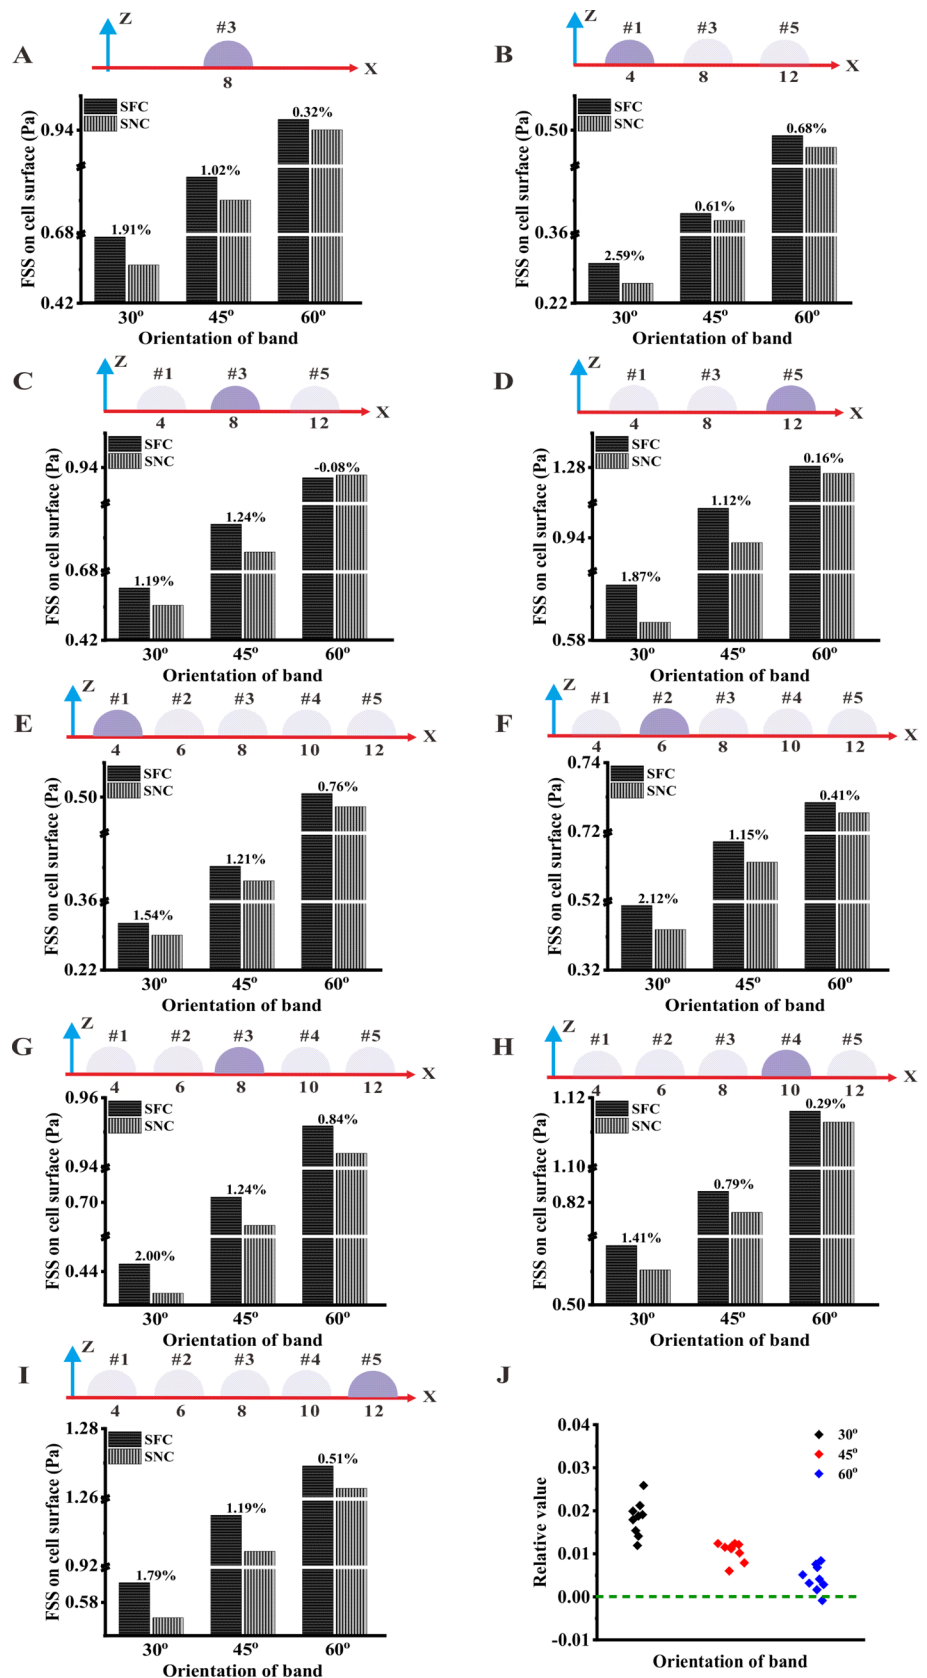 A
Z
#3
X
8
FSS on cell surface (Pa)
SFC
SNC
0.94
0.68
0.42
1.91%
1.02%
0.32%
30° 45° 60°
Orientation of band
B
Z
#1 #3 #5
X
4 8 12
FSS on cell surface (Pa)
SFC
SNC
0.50
0.36
0.22
2.59%
0.61%
0.68%
30° 45° 60°
Orientation of band
C
Z
#1 #3 #5
X
4 8 12
FSS on cell surface (Pa)
SFC
SNC
0.94
0.68
0.42
1.19%
1.24%
-0.08%
30° 45° 60°
Orientation of band
D
Z
#1 #3 #5
X
4 8 12
FSS on cell surface (Pa)
SFC
SNC
1.28
0.94
0.58
1.87%
1.12%
0.16%
30° 45° 60°
Orientation of band
E
Z
#1 #2 #3 #4 #5
X
4 6 8 10 12
FSS on cell surface (Pa)
SFC
SNC
0.50
0.36
0.22
1.54%
1.21%
0.76%
30° 45° 60°
Orientation of band
F
Z
#1 #2 #3 #4 #5
X
4 6 8 10 12
FSS on cell surface (Pa)
SFC
SNC
0.74
0.72
0.52
0.32
2.12%
1.15%
0.41%
30° 45° 60°
Orientation of band
G
Z
#1 #2 #3 #4 #5
X
4 6 8 10 12
FSS on cell surface (Pa)
SFC
SNC
0.96
0.94
0.70
0.44
2.00%
1.24%
0.84%
30° 45° 60°
Orientation of band
H
Z
#1 #2 #3 #4 #5
X
4 6 8 10 12
FSS on cell surface (Pa)
SFC
SNC
1.12
1.10
0.82
0.50
1.41%
0.79%
0.29%
30° 45° 60°
Orientation of band
I
Z
#1 #2 #3 #4 #5
X
4 6 8 10 12
FSS on cell surface (Pa)
SFC
SNC
1.28
1.26
0.92
0.58
1.79%
1.19%
0.51%
30° 45° 60°
Orientation of band
J
Relative value
0.04
0.03
0.02
0.01
0.00
-0.01
30°
45°
60°
Orientation of band